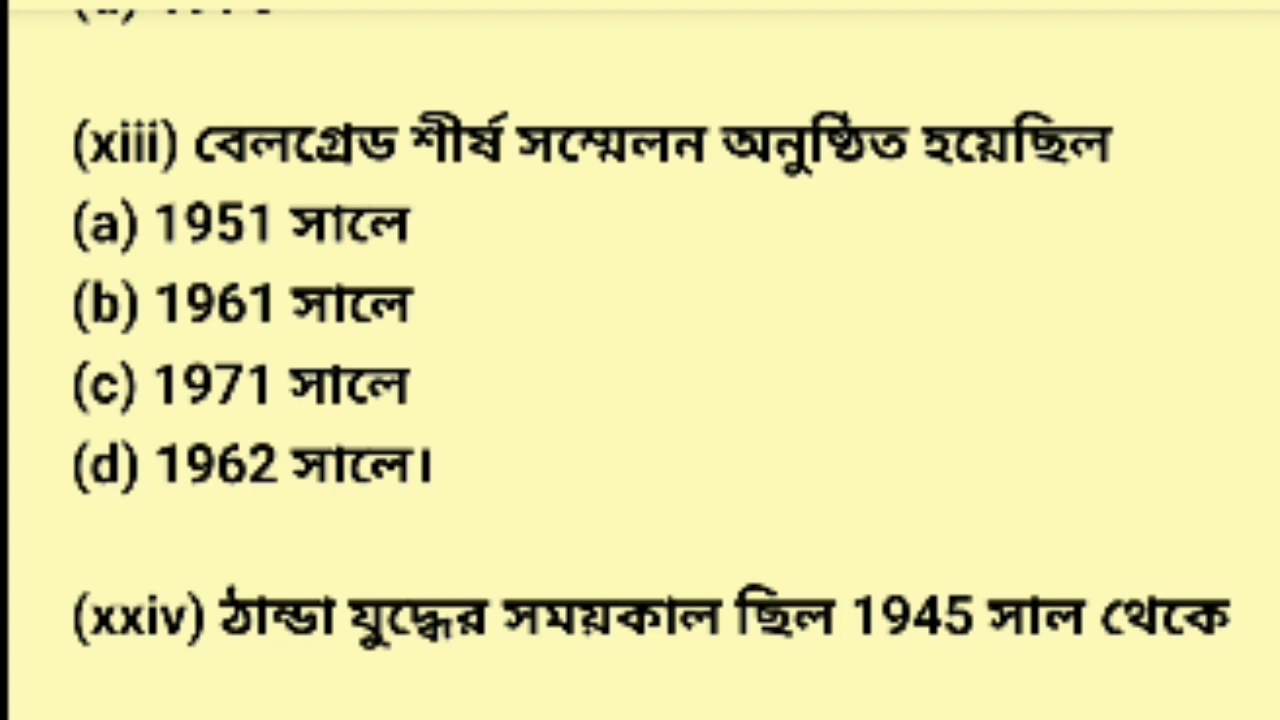 (xiii) বেলগ্রেড শীর্ষ সম্মেলন অনুষ্ঠিত হয়েছিল
(a) 1951 সালে
(b) 1961 সালে
(c) 1971 সালে
(d) 1962 সালে।
(xxiv) ঠান্ডা যুদ্ধের সময়কাল ছিল 1945 সাল থেকে